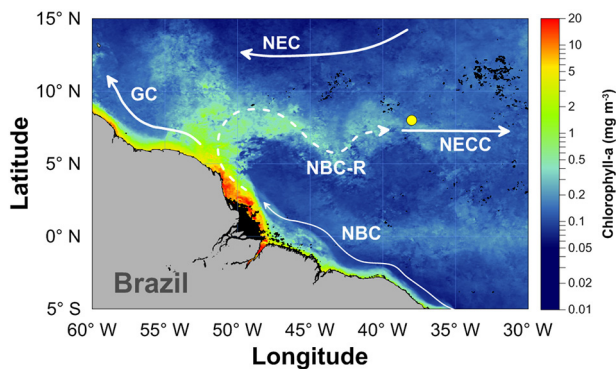 15° N
10° N
5° N
0° N
5° S
Latitude
NEC
GC
NBC-R
NECC
NBC
Brazil
60° W 55° W 50° W 45° W 40° W 35° W 30° W
Longitude
20
10
5
2
1
0.5
0.2
0.1
0.05
0.02
0.01
Chlorophyll-a (mg m⁻³)